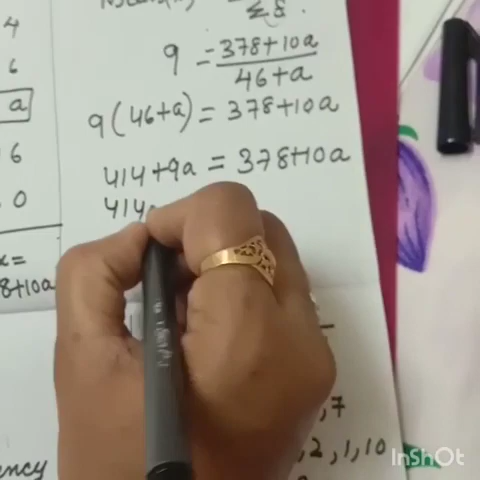 4
6
a
6
0
x=
8+10a
9 = 378+10a
46+a
9(46+a) = 378+10a
414+9a = 378+10a
414
, 7
, 2, 1, 10
ency
InShOt